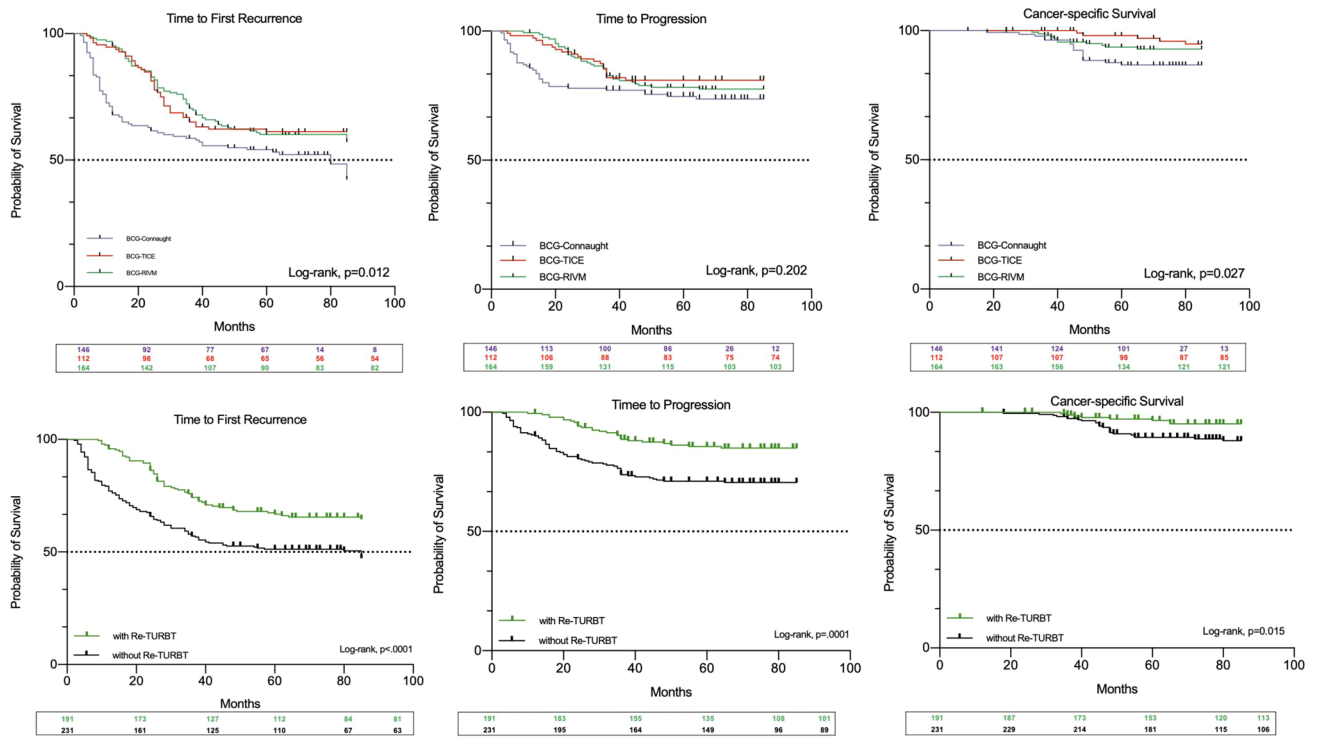 Time to First Recurrence
100
50
0
Probability of Survival
BCG-Connaught
BCG-TICE
BCG-RIVM
Log-rank, p=0.012
0 20 40 60 80 100
Months
146 92 77 67 14 8
112 98 68 65 56 54
164 142 107 90 83 82
Time to Progression
100
50
0
Probability of Survival
BCG-Connaught
BCG-TICE
BCG-RIVM
Log-rank, p=0.202
0 20 40 60 80 100
Months
146 113 100 86 26 12
112 106 88 83 75 74
164 159 131 115 103 103
Cancer-specific Survival
100
50
0
Probability of Survival
BCG-Connaught
BCG-TICE
BCG-RIVM
Log-rank, p=0.027
0 20 40 60 80 100
Months
146 141 124 101 27 13
112 107 107 98 87 85
164 163 156 134 121 121
Time to First Recurrence
100
50
0
Probability of Survival
with Re-TURBT
without Re-TURBT
Log-rank, p<.0001
0 20 40 60 80 100
Months
191 173 127 112 84 81
231 161 125 110 67 63
Timee to Progression
100
50
0
Probability of Survival
with Re-TURBT
without Re-TURBT
Log-rank, p=.0001
0 20 40 60 80 100
Months
191 183 155 135 108 101
231 195 164 149 96 89
Cancer-specific Survival
100
50
0
Probability of Survival
with Re-TURBT
without Re-TURBT
Log-rank, p=0.015
0 20 40 60 80 100
Months
191 187 173 153 120 113
231 229 214 181 115 106